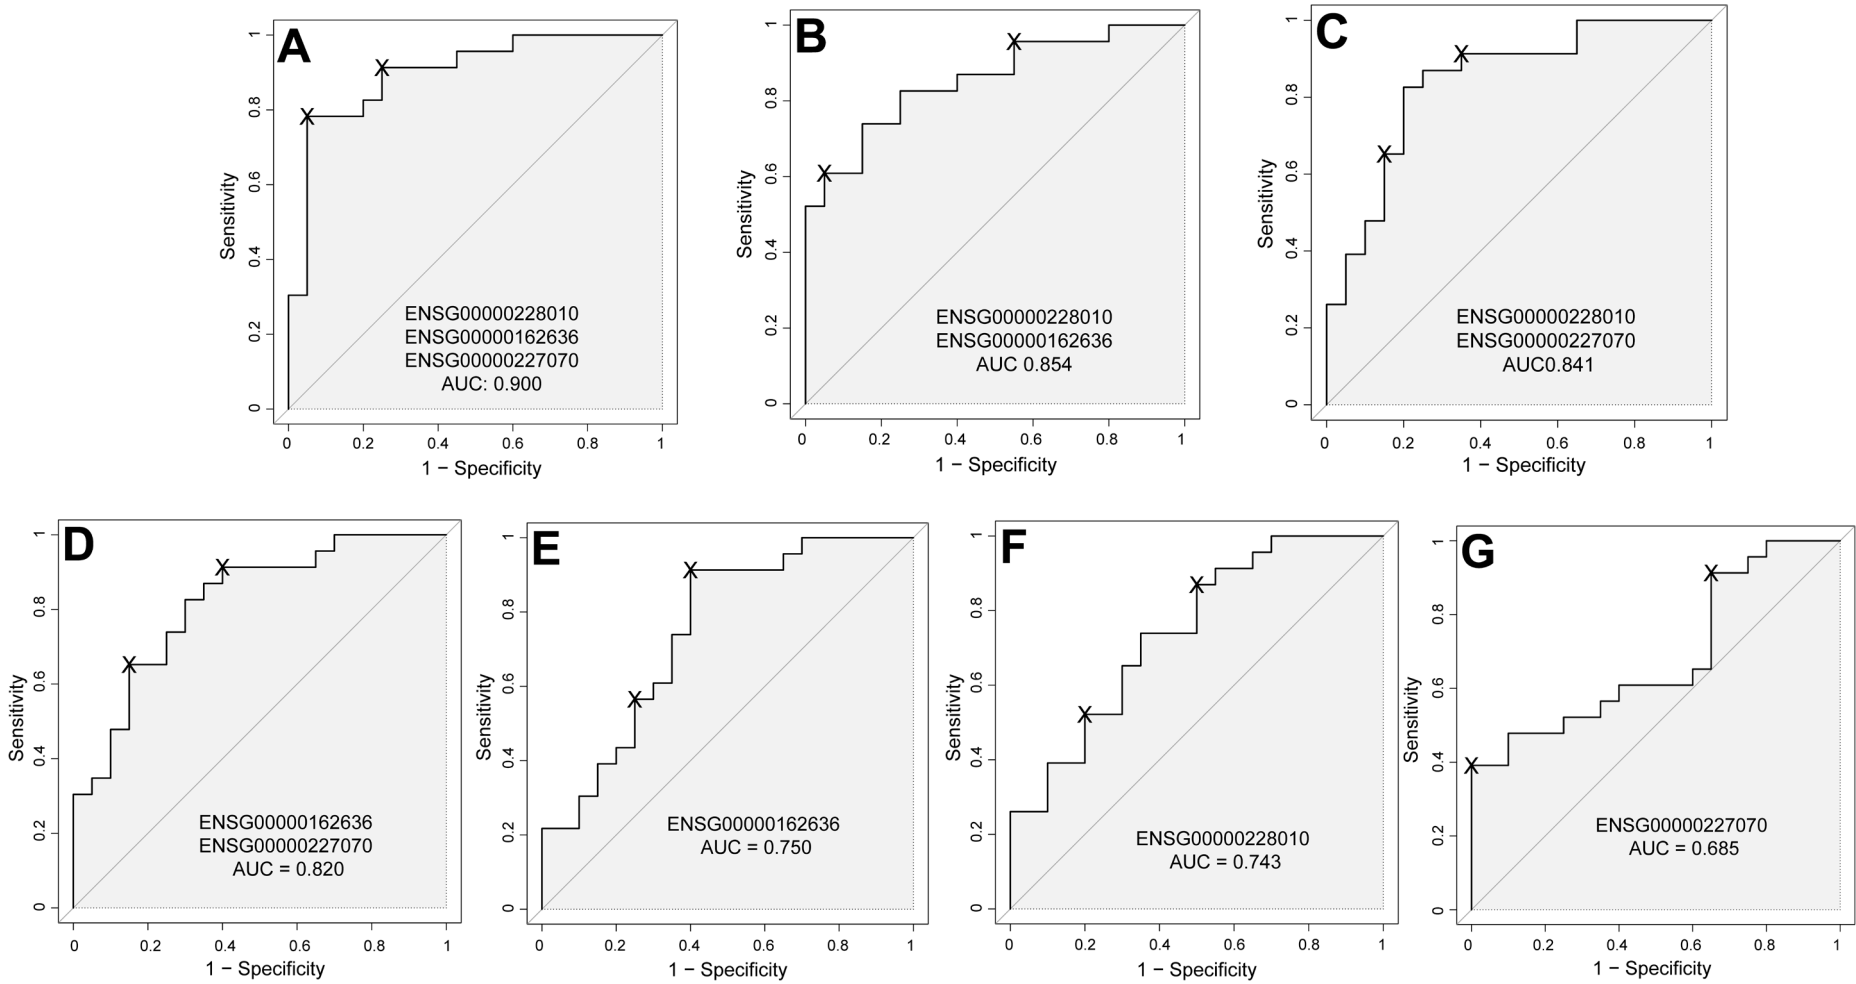 A
1
0.8
0.6
0.4
0.2
0
Sensitivity
ENSG00000228010
ENSG00000162636
ENSG00000227070
AUC: 0.900
0 0.2 0.4 0.6 0.8 1
1 − Specificity
B
1
0.8
0.6
0.4
0.2
0
Sensitivity
ENSG00000228010
ENSG00000162636
AUC 0.854
0 0.2 0.4 0.6 0.8 1
1 − Specificity
C
1
0.8
0.6
0.4
0.2
0
Sensitivity
ENSG00000228010
ENSG00000227070
AUC0.841
0 0.2 0.4 0.6 0.8 1
1 − Specificity
D
1
0.8
0.6
0.4
0.2
0
Sensitivity
ENSG00000162636
ENSG00000227070
AUC = 0.820
0 0.2 0.4 0.6 0.8 1
1 − Specificity
E
1
0.8
0.6
0.4
0.2
0
Sensitivity
ENSG00000162636
AUC = 0.750
0 0.2 0.4 0.6 0.8 1
1 − Specificity
F
1
0.8
0.6
0.4
0.2
0
Sensitivity
ENSG00000228010
AUC = 0.743
0 0.2 0.4 0.6 0.8 1
1 − Specificity
G
1
0.8
0.6
0.4
0.2
0
Sensitivity
ENSG00000227070
AUC = 0.685
0 0.2 0.4 0.6 0.8 1
1 − Specificity